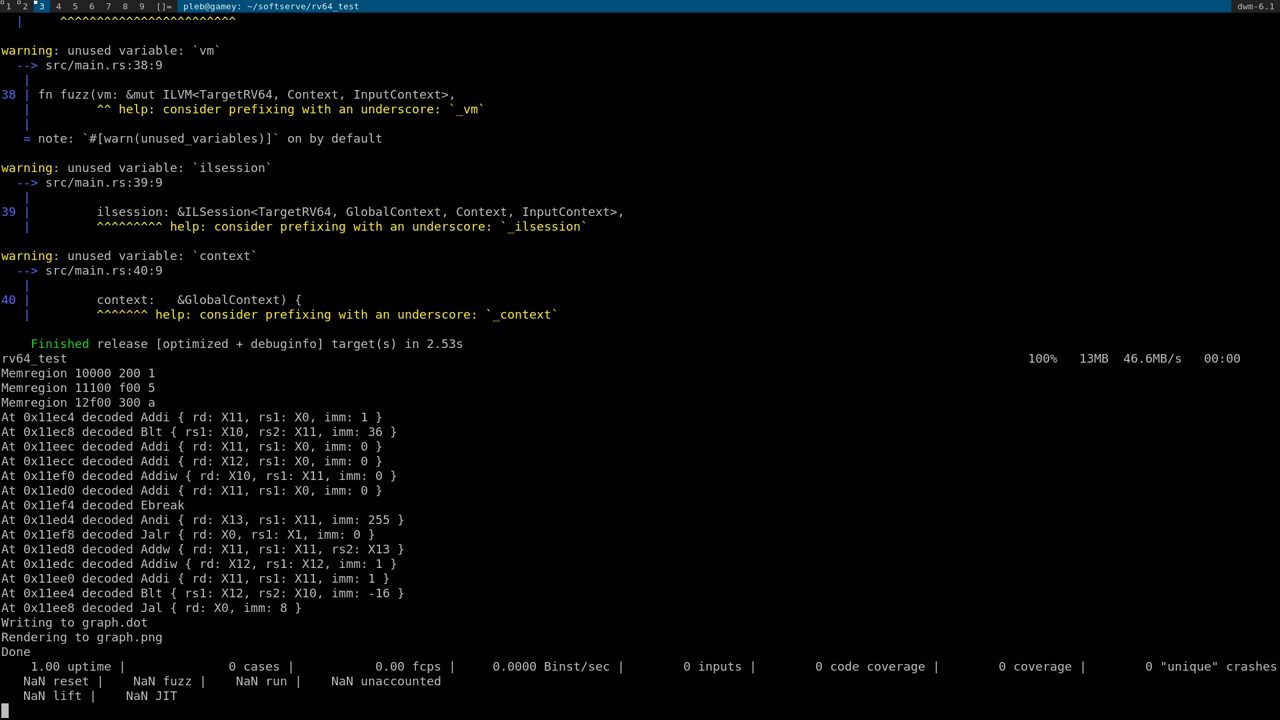 1 2 3 4 5 6 7 8 9 []= pleb@gamey: ~/softserve/rv64_test dwm-6.1
| ^^^^^^^^^^^^^^^^^^^^^^^^
warning: unused variable: `vm`
--> src/main.rs:38:9
|
38 | fn fuzz(vm: &mut ILVM<TargetRV64, Context, InputContext>,
| ^^ help: consider prefixing with an underscore: `_vm`
|
= note: `#[warn(unused_variables)]` on by default
warning: unused variable: `ilsession`
--> src/main.rs:39:9
|
39 | ilsession: &ILSession<TargetRV64, GlobalContext, Context, InputContext>,
| ^^^^^^^^^ help: consider prefixing with an underscore: `_ilsession`
warning: unused variable: `context`
--> src/main.rs:40:9
|
40 | context: &GlobalContext) {
| ^^^^^^^ help: consider prefixing with an underscore: `_context`
Finished release [optimized + debuginfo] target(s) in 2.53s
rv64_test 100% 13MB 46.6MB/s 00:00
Memregion 10000 200 1
Memregion 11100 f00 5
Memregion 12f00 300 a
At 0x11ec4 decoded Addi { rd: X11, rs1: X0, imm: 1 }
At 0x11ec8 decoded Blt { rs1: X10, rs2: X11, imm: 36 }
At 0x11eec decoded Addi { rd: X11, rs1: X0, imm: 0 }
At 0x11ecc decoded Addi { rd: X12, rs1: X0, imm: 0 }
At 0x11ef0 decoded Addiw { rd: X10, rs1: X11, imm: 0 }
At 0x11ed0 decoded Addi { rd: X11, rs1: X0, imm: 0 }
At 0x11ef4 decoded Ebreak
At 0x11ed4 decoded Andi { rd: X13, rs1: X11, imm: 255 }
At 0x11ef8 decoded Jalr { rd: X0, rs1: X1, imm: 0 }
At 0x11ed8 decoded Addw { rd: X11, rs1: X11, rs2: X13 }
At 0x11edc decoded Addiw { rd: X12, rs1: X12, imm: 1 }
At 0x11ee0 decoded Addi { rd: X11, rs1: X11, imm: 1 }
At 0x11ee4 decoded Blt { rs1: X12, rs2: X10, imm: -16 }
At 0x11ee8 decoded Jal { rd: X0, imm: 8 }
Writing to graph.dot
Rendering to graph.png
Done
1.00 uptime | 0 cases | 0.00 fcps | 0.0000 Binst/sec | 0 inputs | 0 code coverage | 0 coverage | 0 "unique" crashes
NaN reset | NaN fuzz | NaN run | NaN unaccounted
NaN lift | NaN JIT